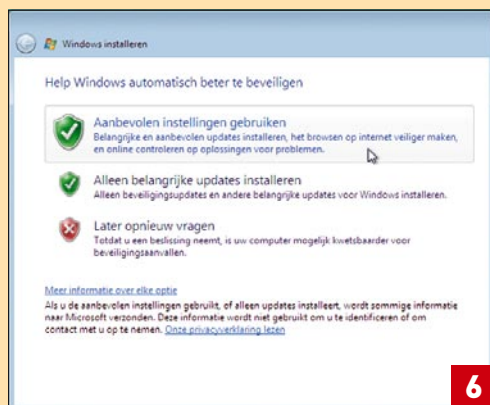 Windows installeren
Help Windows automatisch beter te beveiligen
Aanbevolen instellingen gebruiken
Belangrijke en aanbevolen updates installeren, het browsen op internet veiliger maken,
en online controleren op oplossingen voor problemen.
Alleen belangrijke updates installeren
Alleen beveiligingsupdates en andere belangrijke updates voor Windows installeren.
Later opnieuw vragen
Totdat u een beslissing neemt, is uw computer mogelijk kwetsbaarder voor
beveiligingsaanvallen.
Meer informatie over elke optie
Als u de aanbevolen instellingen gebruikt, of alleen updates installeert, wordt sommige informatie
naar Microsoft verzonden. Deze informatie wordt niet gebruikt om u te identificeren of om
contact met u op te nemen. Onze privacyverklaring lezen
6